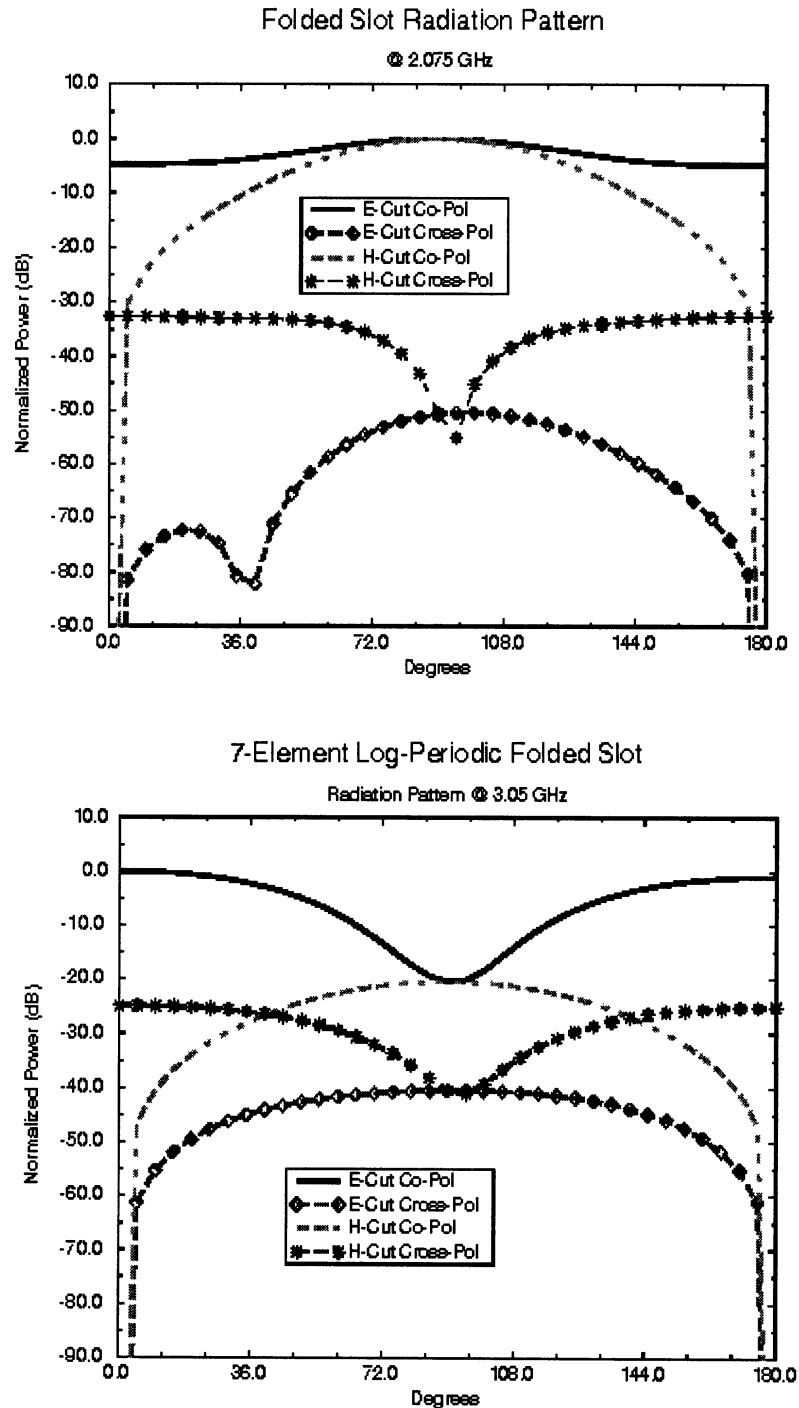 Folded Slot Radiation Pattern
@ 2.075 GHz
10.0
0.0
-10.0
-20.0
-30.0
-40.0
-50.0
-60.0
-70.0
-80.0
-90.0
Normalized Power (dB)
E-Cut Co-Pol
E-Cut Cross-Pol
H-Cut Co-Pol
H-Cut Cross-Pol
0.0 36.0 72.0 108.0 144.0 180.0
Degrees
7-Element Log-Periodic Folded Slot
Radiation Pattern @ 3.05 GHz
10.0
0.0
-10.0
-20.0
-30.0
-40.0
-50.0
-60.0
-70.0
-80.0
-90.0
Normalized Power (dB)
E-Cut Co-Pol
E-Cut Cross-Pol
H-Cut Co-Pol
H-Cut Cross-Pol
0.0 36.0 72.0 108.0 144.0 180.0
Degrees